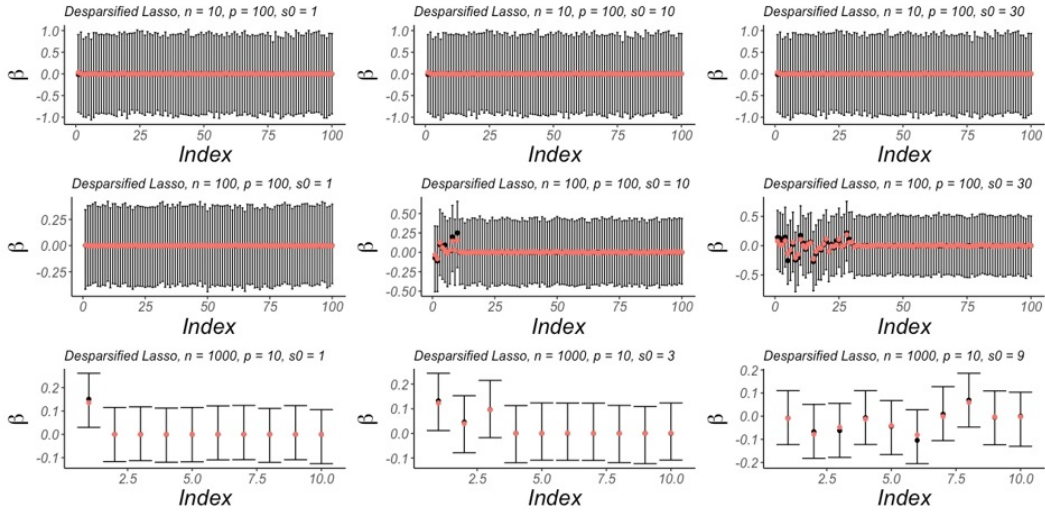 Desparsified Lasso, n = 10, p = 100, s0 = 1
1.0
0.5
0.0
-0.5
-1.0
β
0 25 50 75 100
Index
Desparsified Lasso, n = 10, p = 100, s0 = 10
1.0
0.5
0.0
-0.5
-1.0
β
0 25 50 75 100
Index
Desparsified Lasso, n = 10, p = 100, s0 = 30
1.0
0.5
0.0
-0.5
-1.0
β
0 25 50 75 100
Index
Desparsified Lasso, n = 100, p = 100, s0 = 1
0.25
0.00
-0.25
β
0 25 50 75 100
Index
Desparsified Lasso, n = 100, p = 100, s0 = 10
0.50
0.25
0.00
-0.25
-0.50
β
0 25 50 75 100
Index
Desparsified Lasso, n = 100, p = 100, s0 = 30
0.5
0.0
-0.5
β
0 25 50 75 100
Index
Desparsified Lasso, n = 1000, p = 10, s0 = 1
0.2
0.1
0.0
-0.1
β
2.5 5.0 7.5 10.0
Index
Desparsified Lasso, n = 1000, p = 10, s0 = 3
0.2
0.1
0.0
-0.1
β
2.5 5.0 7.5 10.0
Index
Desparsified Lasso, n = 1000, p = 10, s0 = 9
0.2
0.1
0.0
-0.1
-0.2
β
2.5 5.0 7.5 10.0
Index